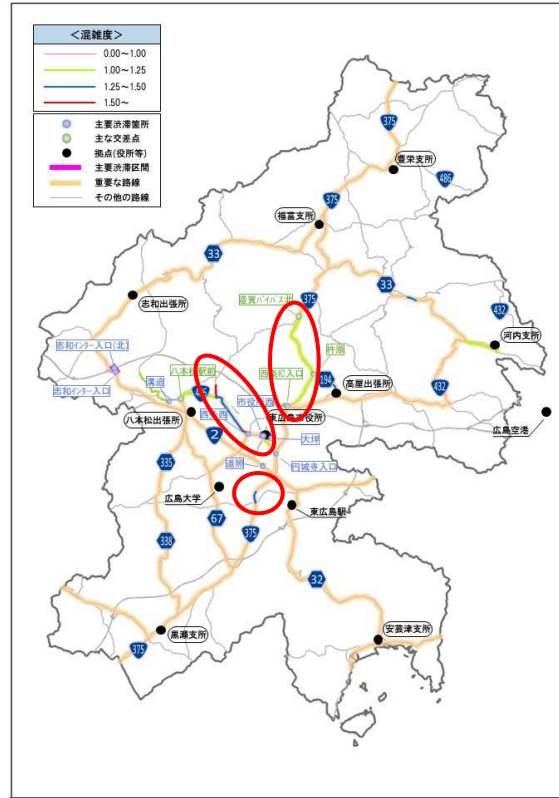 <混雑度>
0.00～1.00
1.00～1.25
1.25～1.50
1.50～
主要渋滞箇所
主な交差点
拠点(役所等)
主要渋滞区間
重要な路線
その他の路線
375
豊栄支所
486
375
福富支所
33
375
33
志和出張所
造賀バイパス北
432
河内支所
志和インター入口(北)
杵原
志和インター入口
八本松駅前
西条IC入口
194
高屋出張所
432
溝迫
広島空港
八本松出張所
東広島市役所
2
大坪
335
道照
円城寺入口
広島大学
東広島駅
67
375
338
32
黒瀬支所
安芸津支所
375